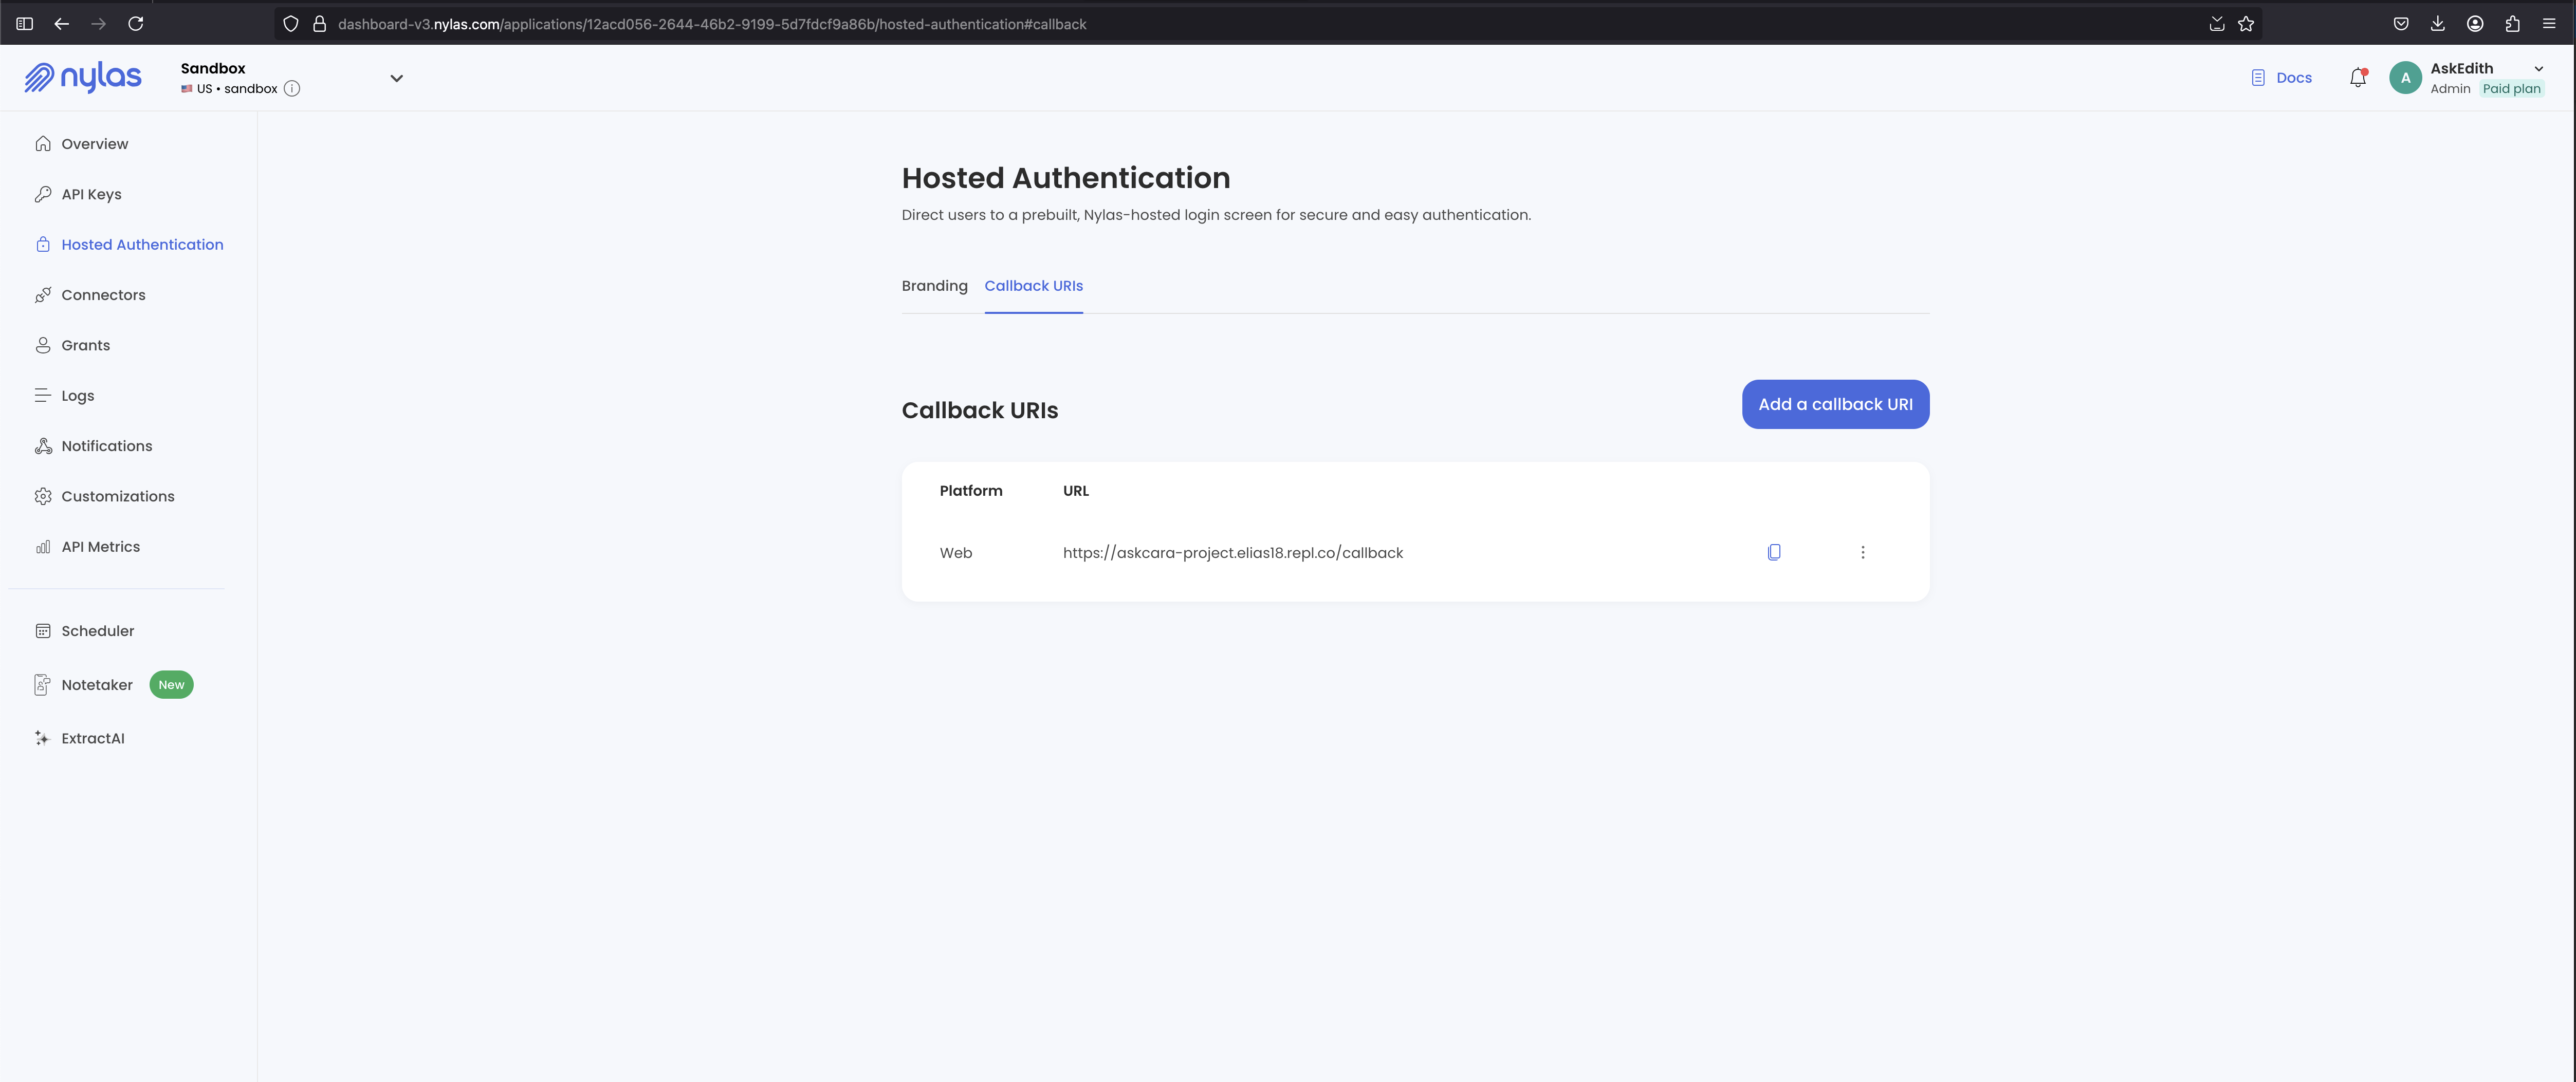 dashboard-v3.nylas.com/applications/12acd056-2644-46b2-9199-5d7fdcf9a86b/hosted-authentication#callback
nylas
Sandbox
US • sandbox
Docs
A
AskEdith
Admin Paid plan
Overview
API Keys
Hosted Authentication
Connectors
Grants
Logs
Notifications
Customizations
API Metrics
Scheduler
Notetaker New
ExtractAI
Hosted Authentication
Direct users to a prebuilt, Nylas-hosted login screen for secure and easy authentication.
Branding Callback URIs
Callback URIs
Add a callback URI
Platform URL
Web https://askcara-project.elias18.repl.co/callback